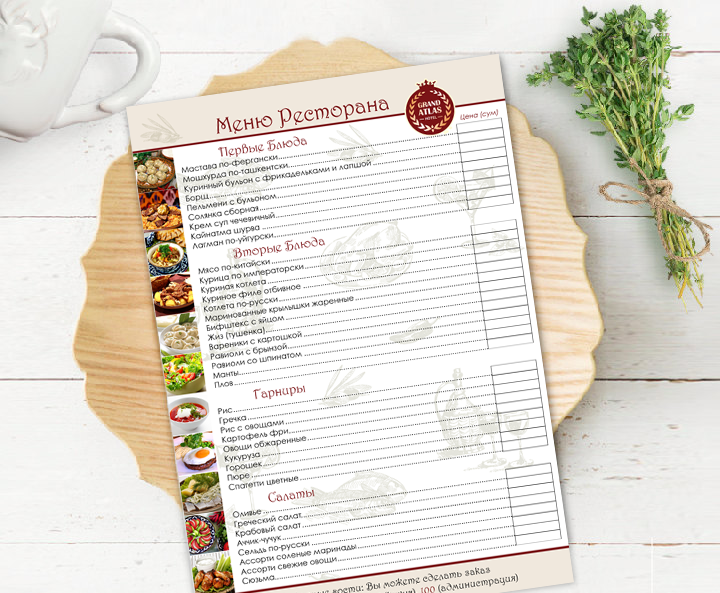 Меню Ресторана
GRAND
ATLAS
HOTEL
Цена (сум)
Первые Блюда
Мастава по-фергански
Мошхурда по-ташкентски
Куринный бульон с фрикадельками и лапшой
Борщ
Пельмени с бульоном
Солянка сборная
Крем суп чечевичный
Кайнатма шурва
Лагман по-уйгурски
Вторые Блюда
Мясо по-китайски
Курица по императорски
Куриная котлета
Куриное филе отбивное
Котлета по-русски
Маринованные крылышки жаренные
Бифштекс с яйцом
Жиз (тушенка)
Вареники с картошкой
Равиоли с брынзой
Равиоли со шпинатом
Манты
Плов
Гарниры
Рис
Гречка
Рис с овощами
Картофель фри
Овощи обжаренные
Кукуруза
Горошек
Пюре
Спагетти цветные
Салаты
Оливье
Греческий салат
Крабовый салат
Ачик-чучук
Сельдь по-русски
Ассорти соленые маринады
Ассорти свежие овощи
Сюзьма
гости: Вы можете сделать заказ
100 (администрация)